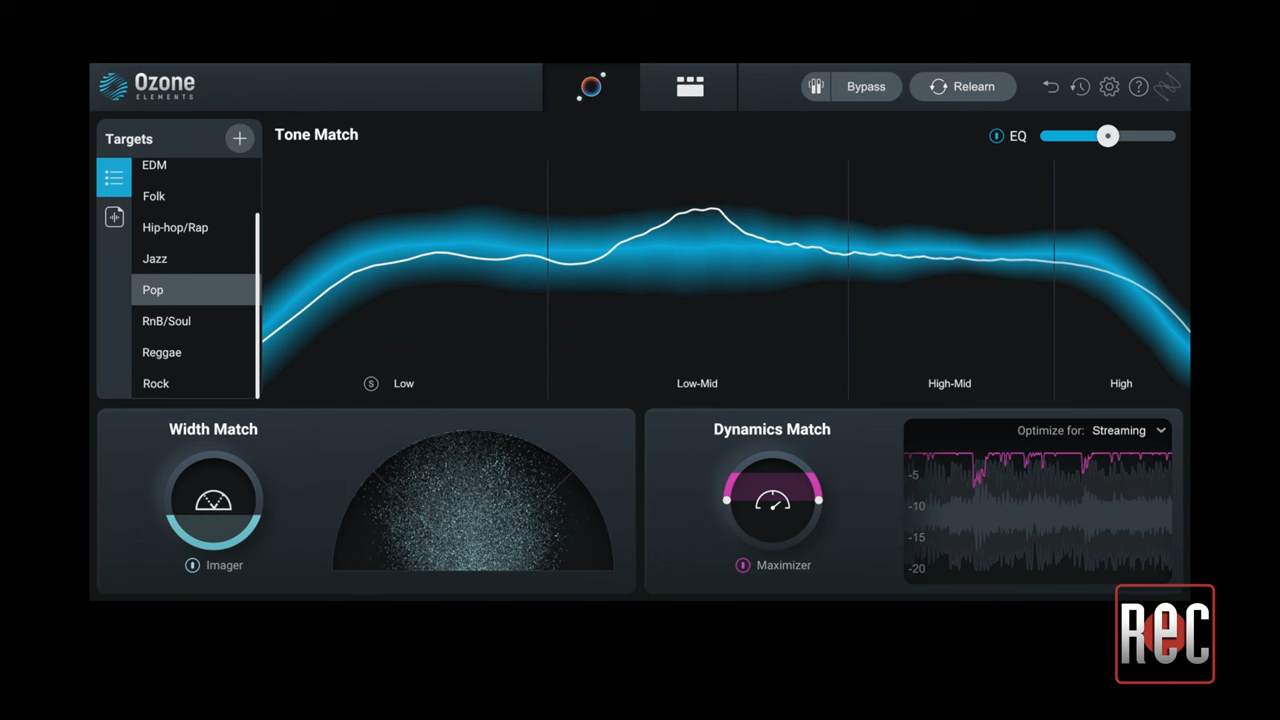 Ozone
ELEMENTS
Bypass
Relearn
?
Targets
Tone Match
EQ
EDM
Folk
Hip-hop/Rap
Jazz
Pop
RnB/Soul
Reggae
Rock
S Low
Low-Mid
High-Mid
High
Width Match
Imager
Dynamics Match
Maximizer
Optimize for: Streaming
-5
-10
-15
-20
ReC